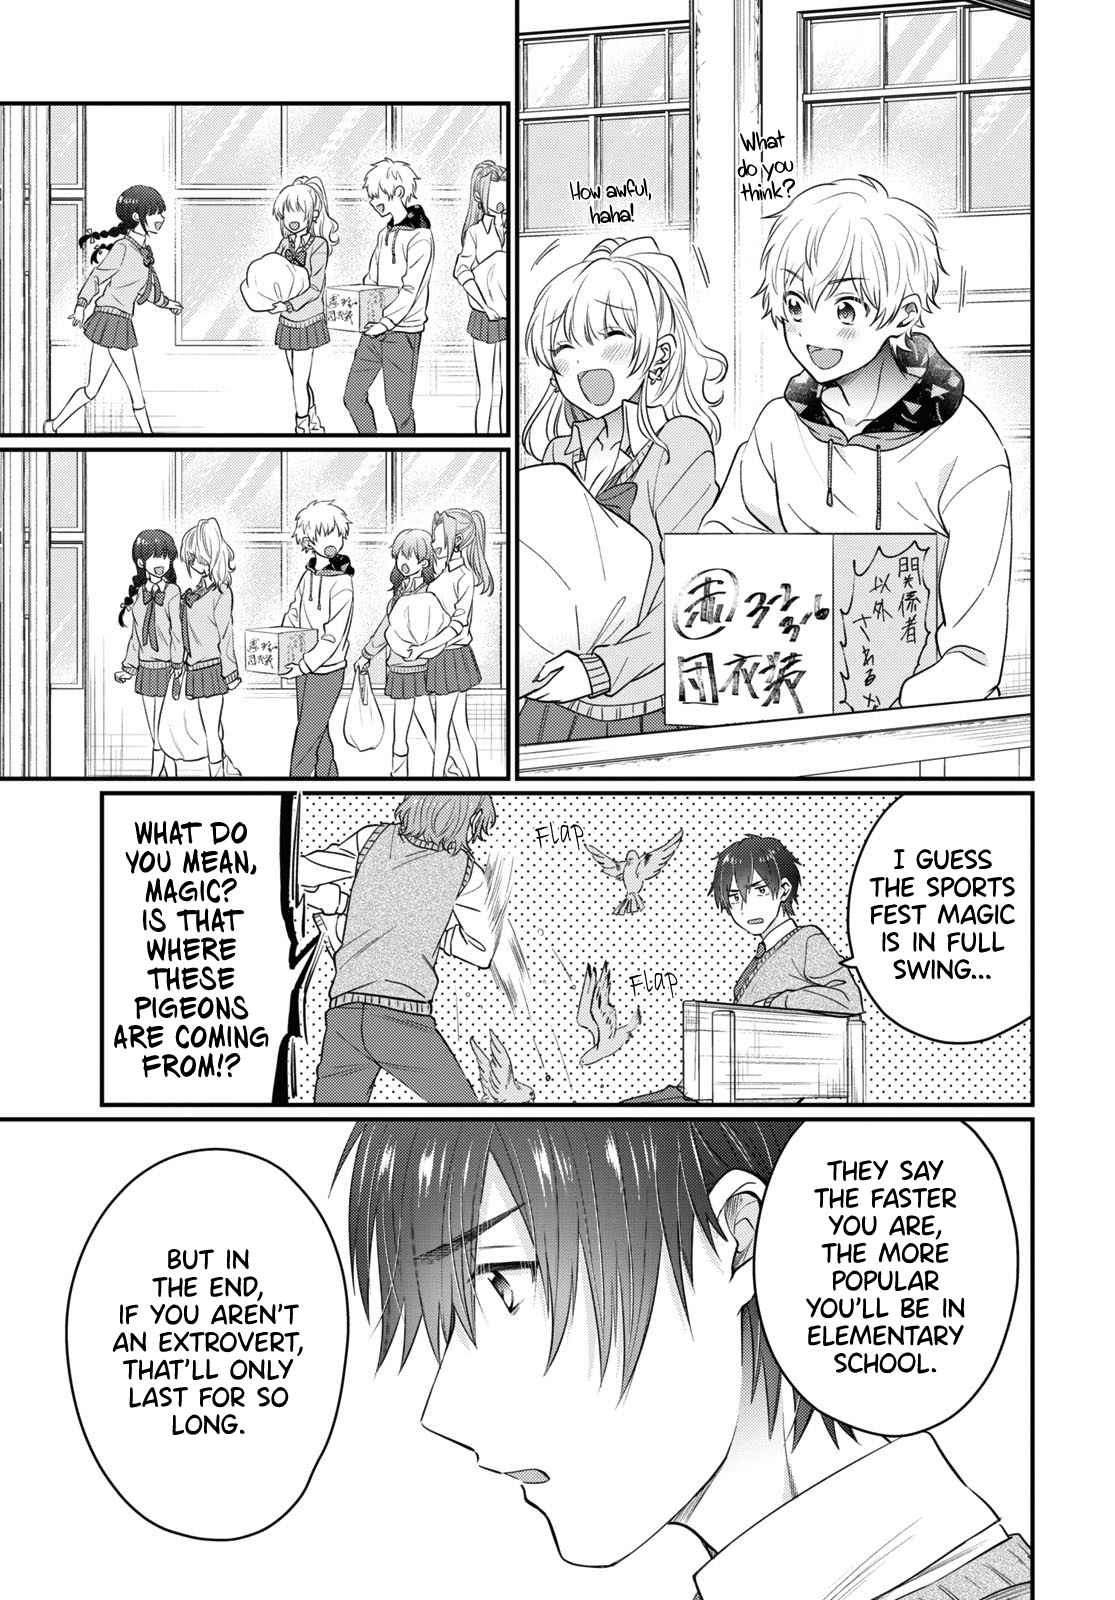 What
do you
think?
How awful,
haha!
関係者
以外
さわるな
団衣装
I GUESS
THE SPORTS
FEST MAGIC
IS IN FULL
SWING...
Flap
Flap
WHAT DO
YOU MEAN,
MAGIC?
IS THAT
WHERE
THESE
PIGEONS
ARE COMING
FROM!?
THEY SAY
THE FASTER
YOU ARE,
THE MORE
POPULAR
YOU'LL BE IN
ELEMENTARY
SCHOOL.
BUT IN
THE END,
IF YOU AREN'T
AN EXTROVERT,
THAT'LL ONLY
LAST FOR SO
LONG.